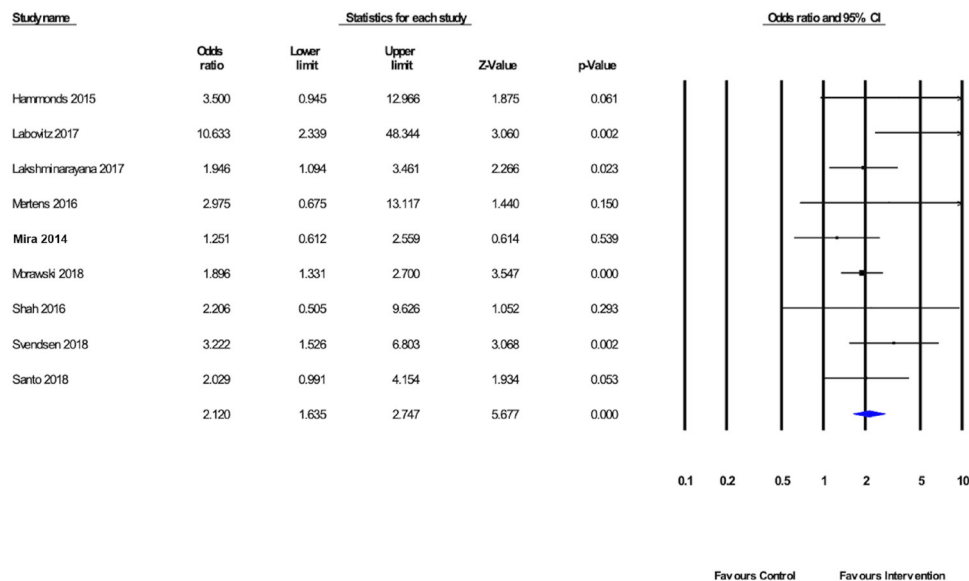 Study name Statistics for each study Odds ratio and 95% CI
Odds ratio Lower limit Upper limit Z-Value p-Value
Hammonds 2015 3.500 0.945 12.966 1.875 0.061
Labovitz 2017 10.633 2.339 48.344 3.060 0.002
Lakshminarayana 2017 1.946 1.094 3.461 2.266 0.023
Mertens 2016 2.975 0.675 13.117 1.440 0.150
Mira 2014 1.251 0.612 2.559 0.614 0.539
Morawski 2018 1.896 1.331 2.700 3.547 0.000
Shah 2016 2.206 0.505 9.626 1.052 0.293
Svendsen 2018 3.222 1.526 6.803 3.068 0.002
Santo 2018 2.029 0.991 4.154 1.934 0.053
2.120 1.635 2.747 5.677 0.000
0.1 0.2 0.5 1 2 5 10
Favours Control Favours Intervention